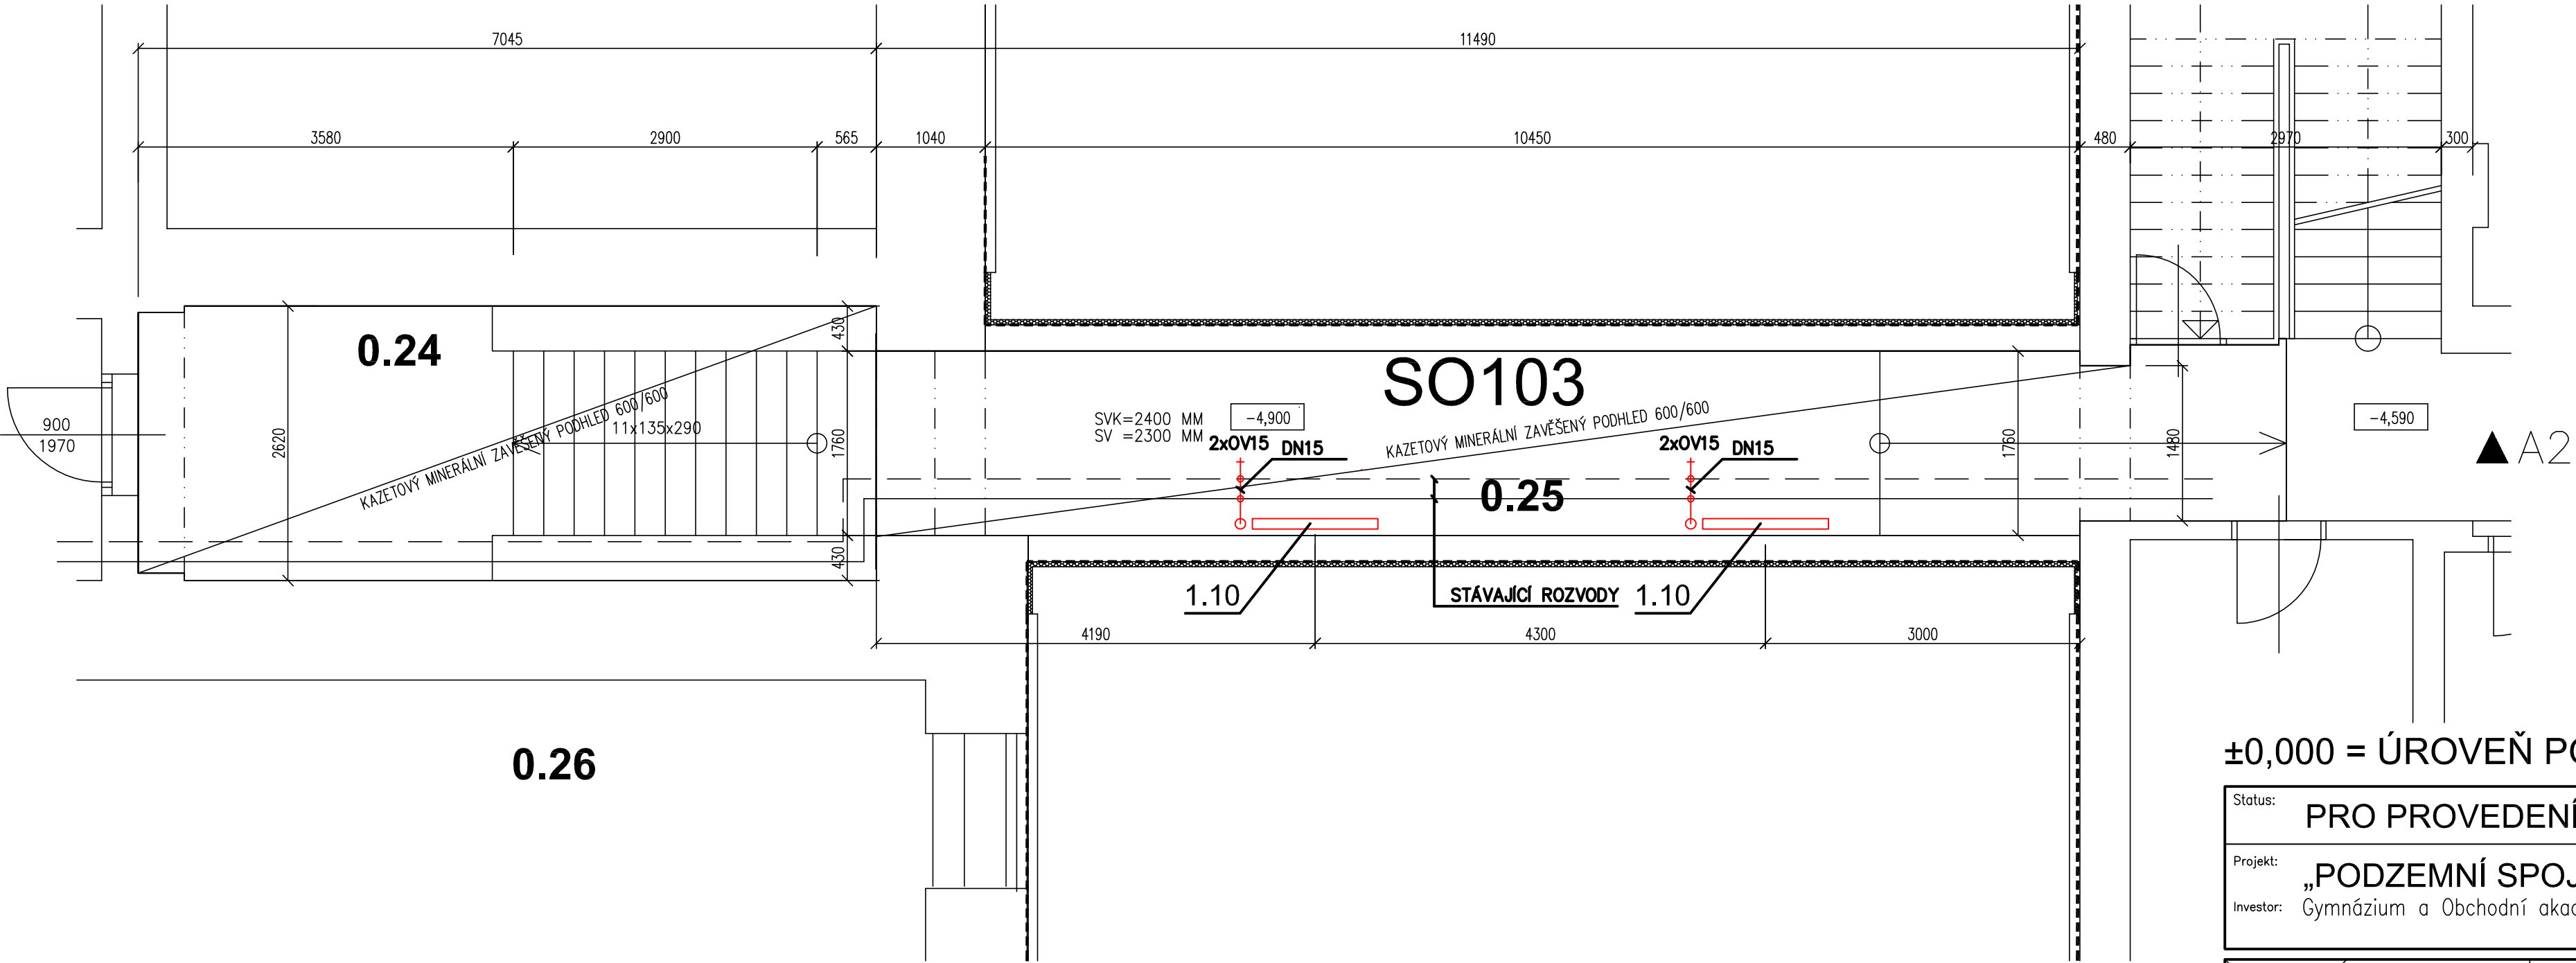 7045
11490
3580
2900
565
1040
10450
480
2970
300
0.24
430
SO103
KAZETOVÝ MINERÁLNÍ ZAVĚŠENÝ PODHLED 600/600
11x135x290
SVK=2400 MM
SV =2300 MM
-4,900
KAZETOVÝ MINERÁLNÍ ZAVĚŠENÝ PODHLED 600/600
-4,590
900
1970
2620
1760
2xOV15
DN15
2xOV15
DN15
1760
1480
A2
0.25
430
1.10
STÁVAJÍCÍ ROZVODY
1.10
4190
4300
3000
0.26
±0,000 = ÚROVEŇ PO
Status:
PRO PROVEDENÍ
Projekt:
„PODZEMNÍ SPOJ
Investor:
Gymnázium a Obchodní akad